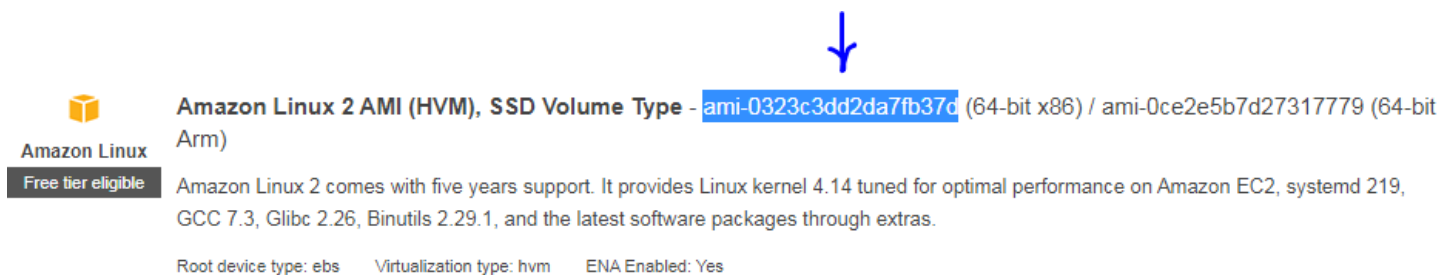 Amazon Linux 2 AMI (HVM), SSD Volume Type - ami-0323c3dd2da7fb37d (64-bit x86) / ami-0ce2e5b7d27317779 (64-bit
Arm)
Amazon Linux
Free tier eligible
Amazon Linux 2 comes with five years support. It provides Linux kernel 4.14 tuned for optimal performance on Amazon EC2, systemd 219,
GCC 7.3, Glibc 2.26, Binutils 2.29.1, and the latest software packages through extras.
Root device type: ebs Virtualization type: hvm ENA Enabled: Yes